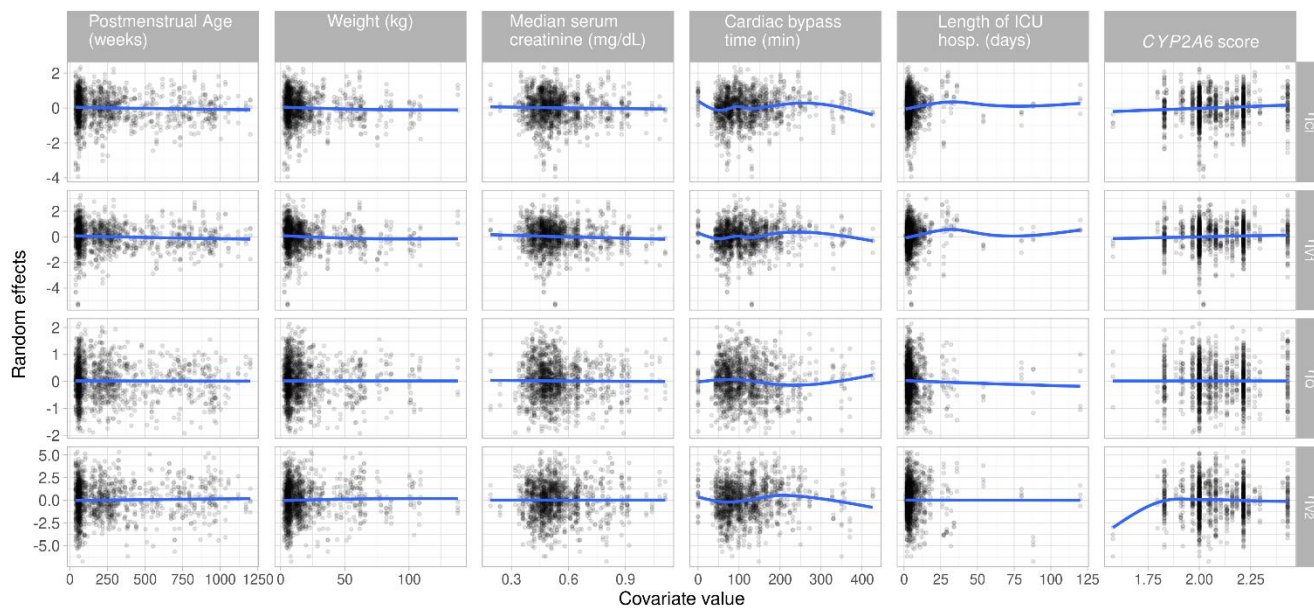 Postmenstrual Age
(weeks)
Weight (kg)
Median serum
creatinine (mg/dL)
Cardiac bypass
time (min)
Length of ICU
hosp. (days)
CYP2A6 score
Random effects
2
0
-2
-4
ηCl
2
0
-2
-4
ηV1
2
1
0
-1
-2
ηQ
5.0
2.5
0.0
-2.5
-5.0
ηV2
0 250 500 750 1000 1250
0 50 100
0.3 0.6 0.9
0 100 200 300 400
0 25 50 75 100 125
1.75 2.00 2.25
Covariate value